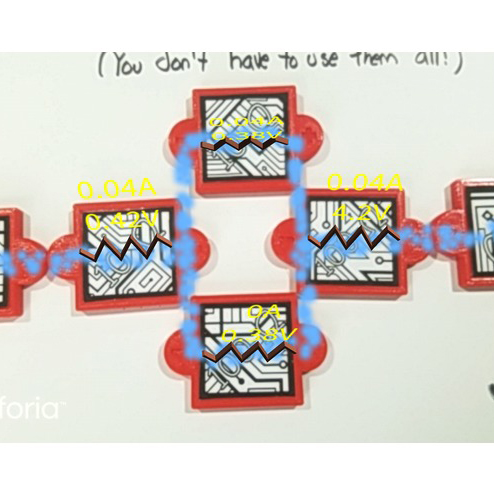 (You don't have to use them all!)
0.04A
0.38V
0.04A
0.42V
0.04A
4.2V
0A
0.38V
foria™